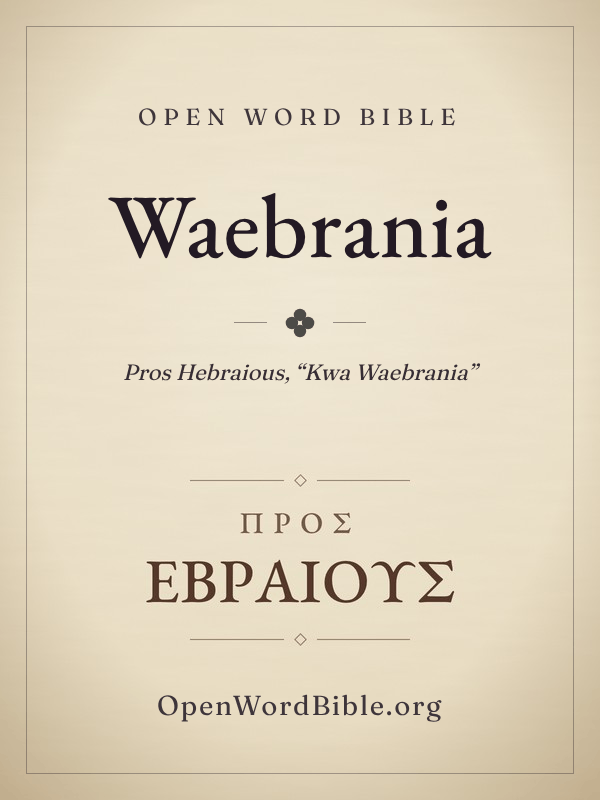 OPEN WORD BIBLE
Waebrania
Pros Hebraious, “Kwa Waebrania”
ΠΡΟΣ
ΕΒΡΑΙΟΥΣ
OpenWordBible.org